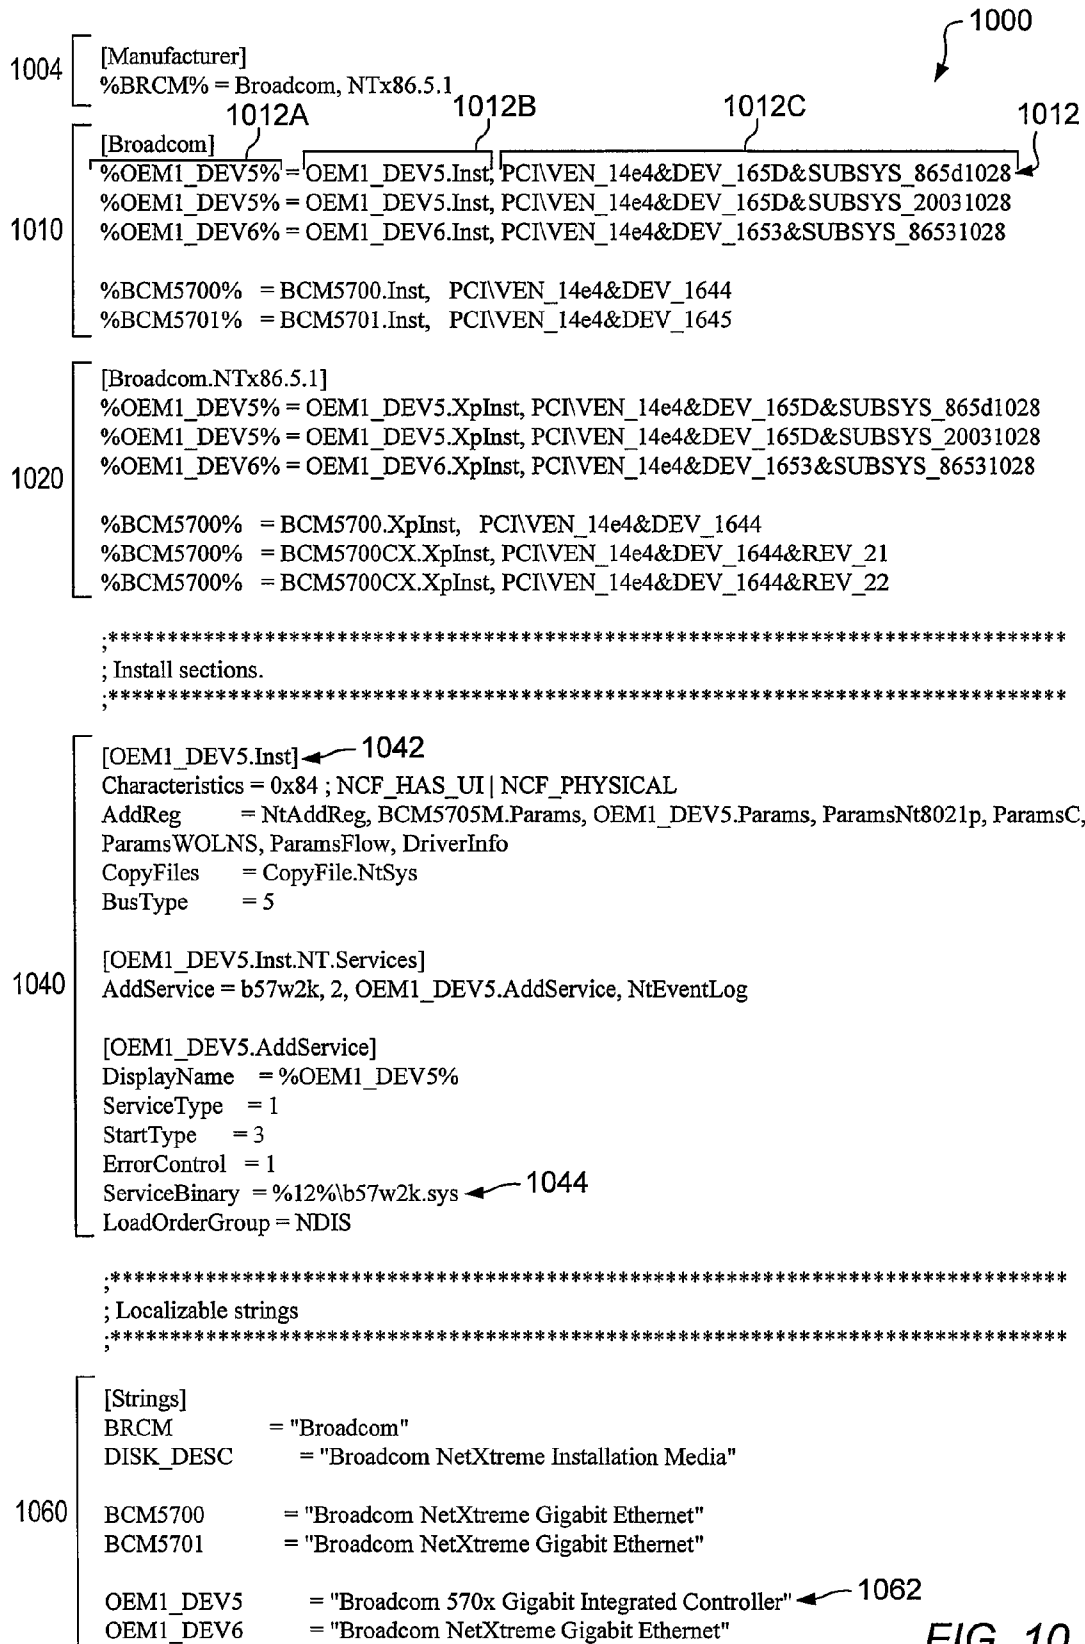 1000
1004
[Manufacturer]
%BRCM% = Broadcom, NTx86.5.1
1012A
1012B
1012C
1012
1010
[Broadcom]
%OEM1_DEV5% = OEM1_DEV5.Inst, PCI\VEN_14e4&DEV_165D&SUBSYS_865d1028
%OEM1_DEV5% = OEM1_DEV5.Inst, PCI\VEN_14e4&DEV_165D&SUBSYS_20031028
%OEM1_DEV6% = OEM1_DEV6.Inst, PCI\VEN_14e4&DEV_1653&SUBSYS_86531028
%BCM5700% = BCM5700.Inst, PCI\VEN_14e4&DEV_1644
%BCM5701% = BCM5701.Inst, PCI\VEN_14e4&DEV_1645
1020
[Broadcom.NTx86.5.1]
%OEM1_DEV5% = OEM1_DEV5.XpInst, PCI\VEN_14e4&DEV_165D&SUBSYS_865d1028
%OEM1_DEV5% = OEM1_DEV5.XpInst, PCI\VEN_14e4&DEV_165D&SUBSYS_20031028
%OEM1_DEV6% = OEM1_DEV6.XpInst, PCI\VEN_14e4&DEV_1653&SUBSYS_86531028
%BCM5700% = BCM5700.XpInst, PCI\VEN_14e4&DEV_1644
%BCM5700% = BCM5700CX.XpInst, PCI\VEN_14e4&DEV_1644&REV_21
%BCM5700% = BCM5700CX.XpInst, PCI\VEN_14e4&DEV_1644&REV_22
;******************************************************************************
; Install sections.
;******************************************************************************
1040
[OEM1_DEV5.Inst] 1042
Characteristics = 0x84 ; NCF_HAS_UI | NCF_PHYSICAL
AddReg = NtAddReg, BCM5705M.Params, OEM1_DEV5.Params, ParamsNt8021p, ParamsC,
ParamsWOLNS, ParamsFlow, DriverInfo
CopyFiles = CopyFile.NtSys
BusType = 5
[OEM1_DEV5.Inst.NT.Services]
AddService = b57w2k, 2, OEM1_DEV5.AddService, NtEventLog
[OEM1_DEV5.AddService]
DisplayName = %OEM1_DEV5%
ServiceType = 1
StartType = 3
ErrorControl = 1
ServiceBinary = %12%\b57w2k.sys 1044
LoadOrderGroup = NDIS
;******************************************************************************
; Localizable strings
;******************************************************************************
1060
[Strings]
BRCM = "Broadcom"
DISK_DESC = "Broadcom NetXtreme Installation Media"
BCM5700 = "Broadcom NetXtreme Gigabit Ethernet"
BCM5701 = "Broadcom NetXtreme Gigabit Ethernet"
OEM1_DEV5 = "Broadcom 570x Gigabit Integrated Controller" 1062
OEM1_DEV6 = "Broadcom NetXtreme Gigabit Ethernet"
FIG. 10